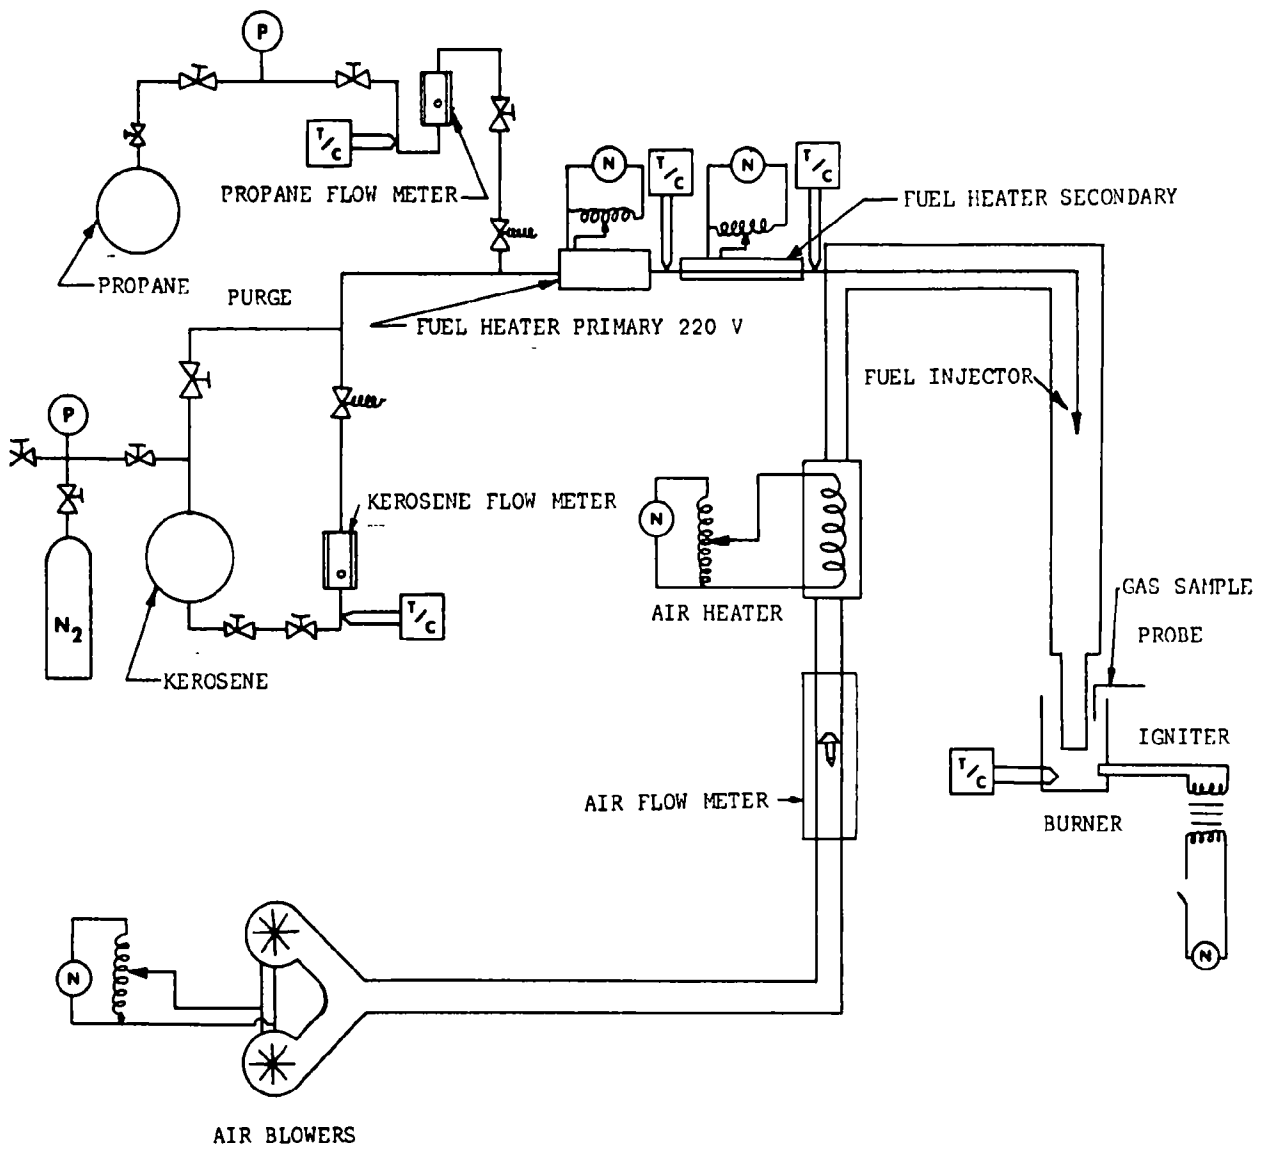 P
T/C
PROPANE FLOW METER
PROPANE
N
T/C
N
T/C
FUEL HEATER SECONDARY
PURGE
FUEL HEATER PRIMARY 220 V
FUEL INJECTOR
P
KEROSENE FLOW METER
N
N2
T/C
AIR HEATER
KEROSENE
GAS SAMPLE
PROBE
IGNITER
T/C
AIR FLOW METER
BURNER
N
N
AIR BLOWERS